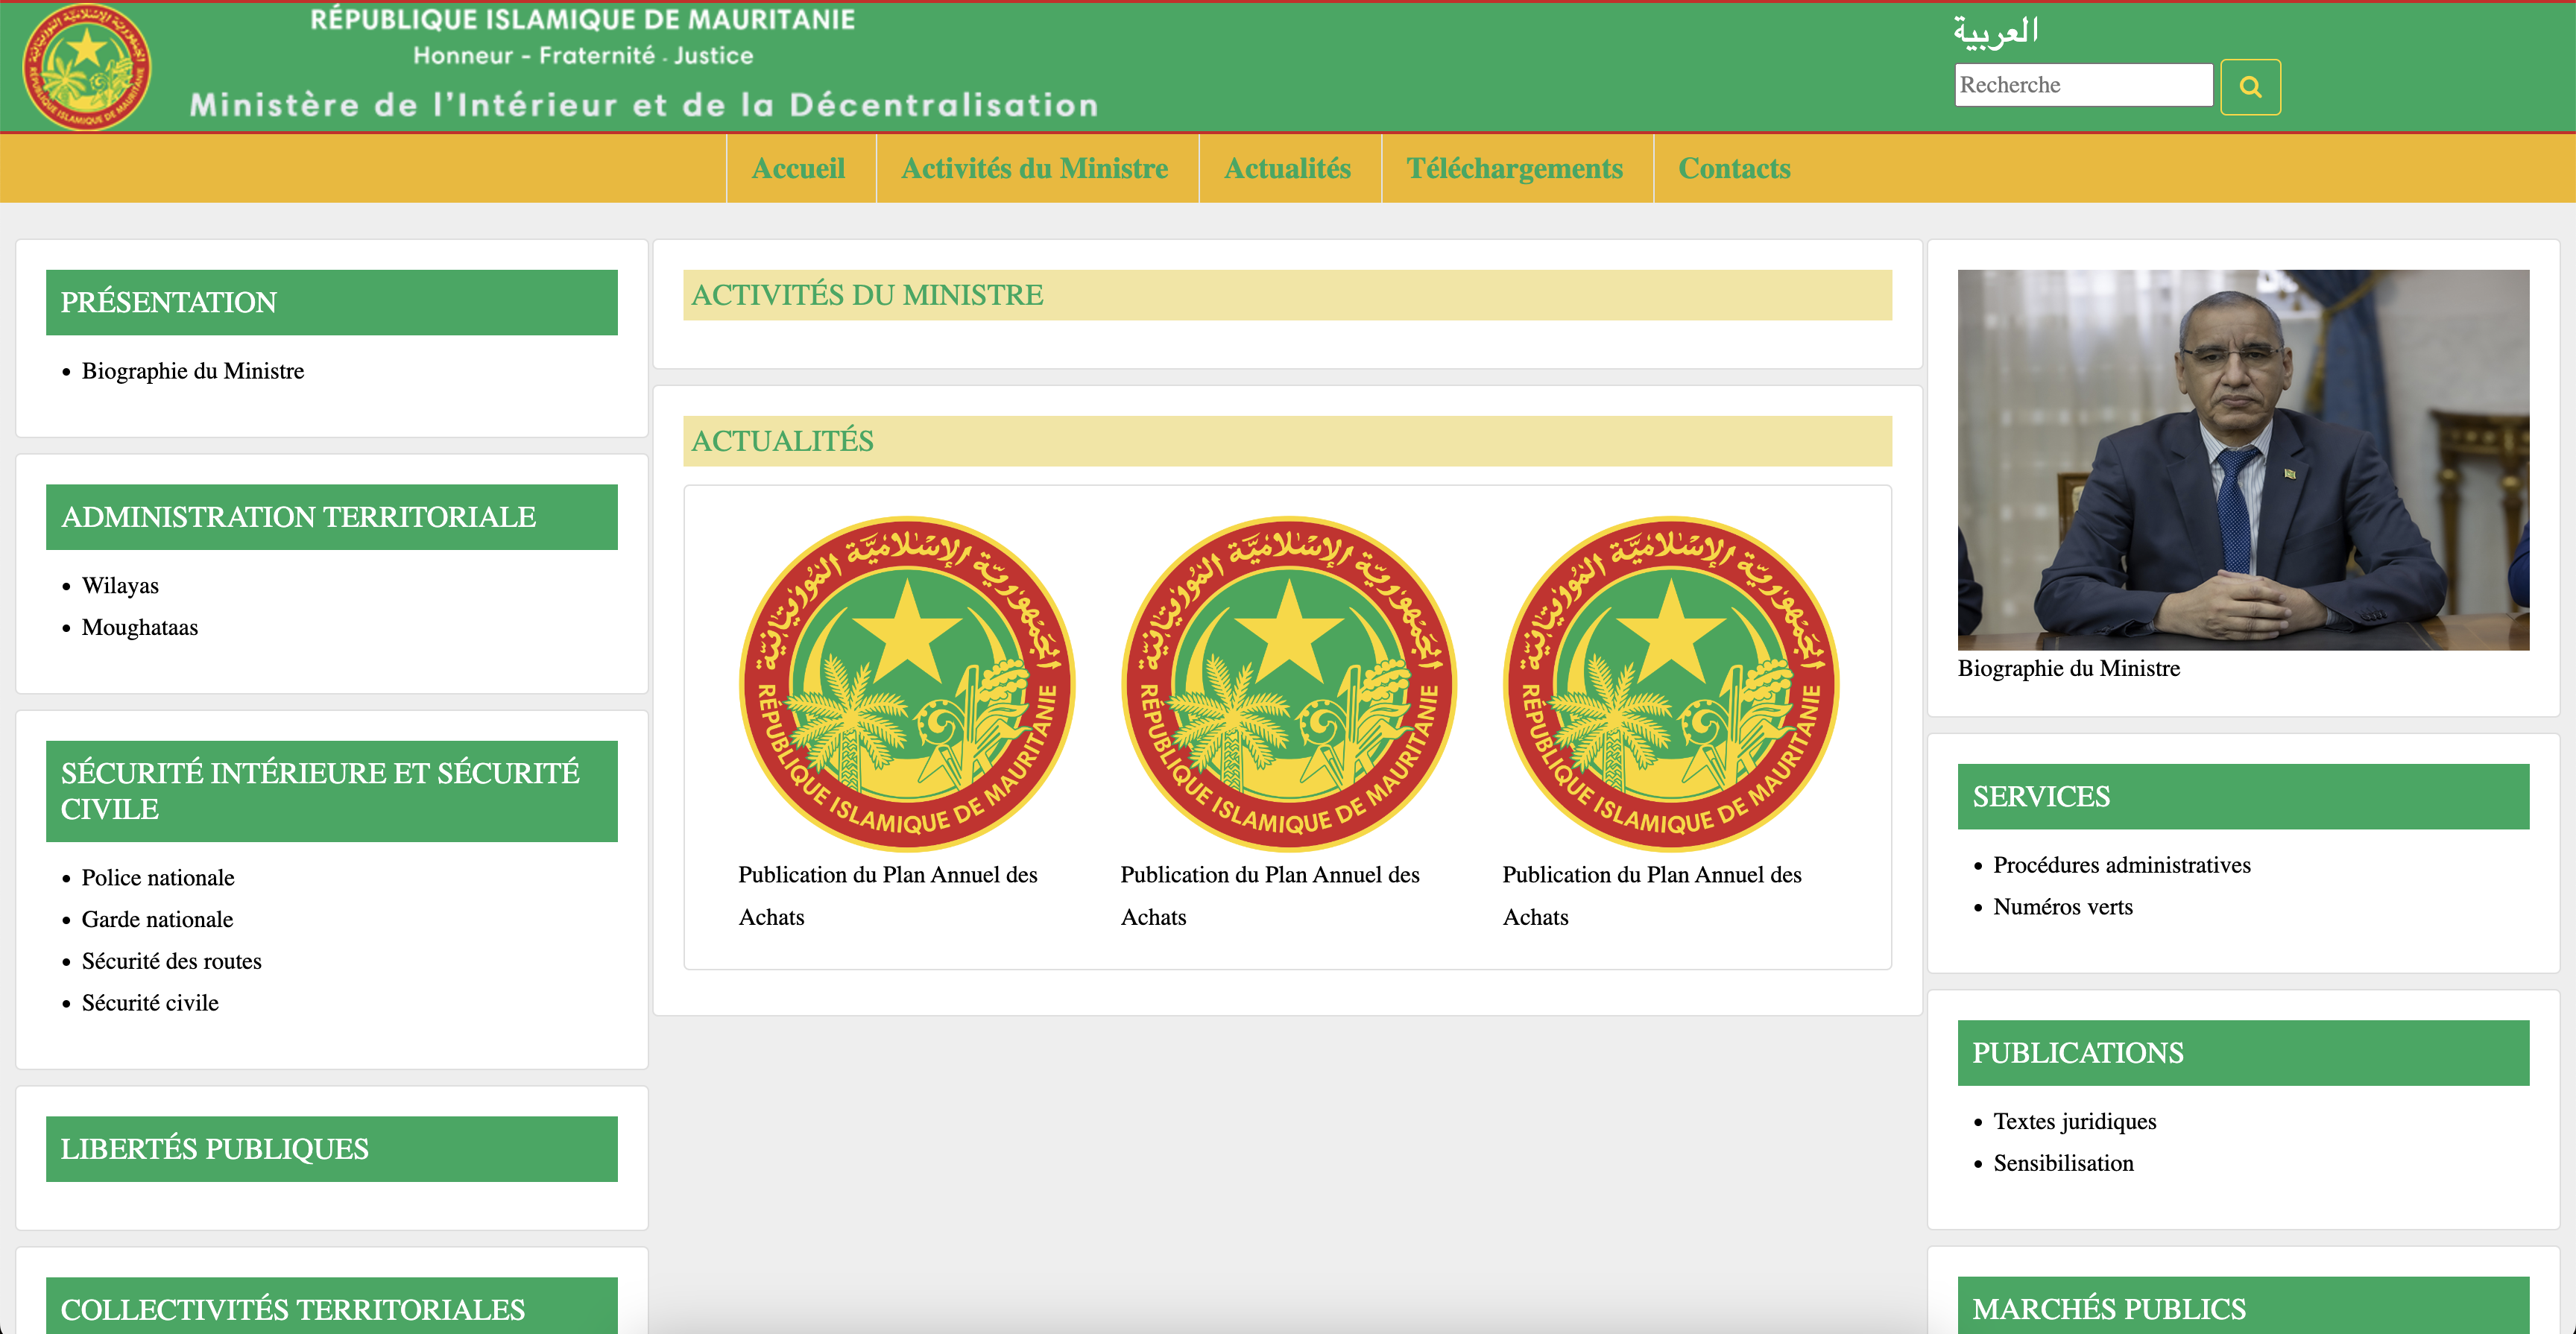 RÉPUBLIQUE ISLAMIQUE DE MAURITANIE
Honneur - Fraternité - Justice
Ministère de l'Intérieur et de la Décentralisation
العربية
Recherche
Accueil
Activités du Ministre
Actualités
Téléchargements
Contacts
PRÉSENTATION
Biographie du Ministre
ADMINISTRATION TERRITORIALE
Wilayas
Moughataas
SÉCURITÉ INTÉRIEURE ET SÉCURITÉ
CIVILE
Police nationale
Garde nationale
Sécurité des routes
Sécurité civile
LIBERTÉS PUBLIQUES
COLLECTIVITÉS TERRITORIALES
ACTIVITÉS DU MINISTRE
ACTUALITÉS
الجمهورية الإسلامية الموريتانية
RÉPUBLIQUE ISLAMIQUE DE MAURITANIE
Publication du Plan Annuel des
Achats
الجمهورية الإسلامية الموريتانية
RÉPUBLIQUE ISLAMIQUE DE MAURITANIE
Publication du Plan Annuel des
Achats
الجمهورية الإسلامية الموريتانية
RÉPUBLIQUE ISLAMIQUE DE MAURITANIE
Publication du Plan Annuel des
Achats
Biographie du Ministre
SERVICES
Procédures administratives
Numéros verts
PUBLICATIONS
Textes juridiques
Sensibilisation
MARCHÉS PUBLICS